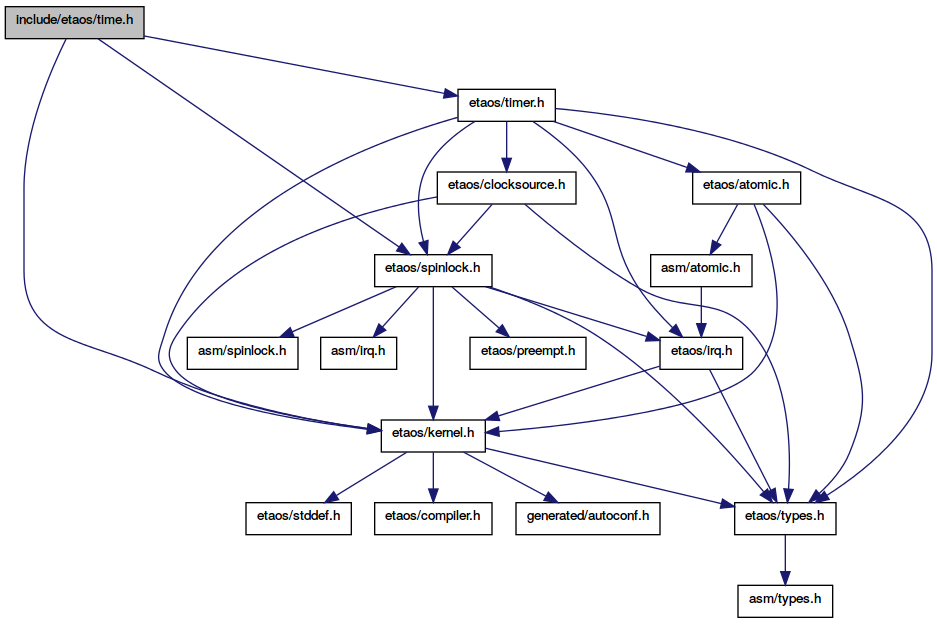 include/etaos/time.h
etaos/timer.h
etaos/clocksource.h
etaos/atomic.h
etaos/spinlock.h
asm/atomic.h
asm/spinlock.h
asm/irq.h
etaos/preempt.h
etaos/irq.h
etaos/kernel.h
etaos/stddef.h
etaos/compiler.h
generated/autoconf.h
etaos/types.h
asm/types.h